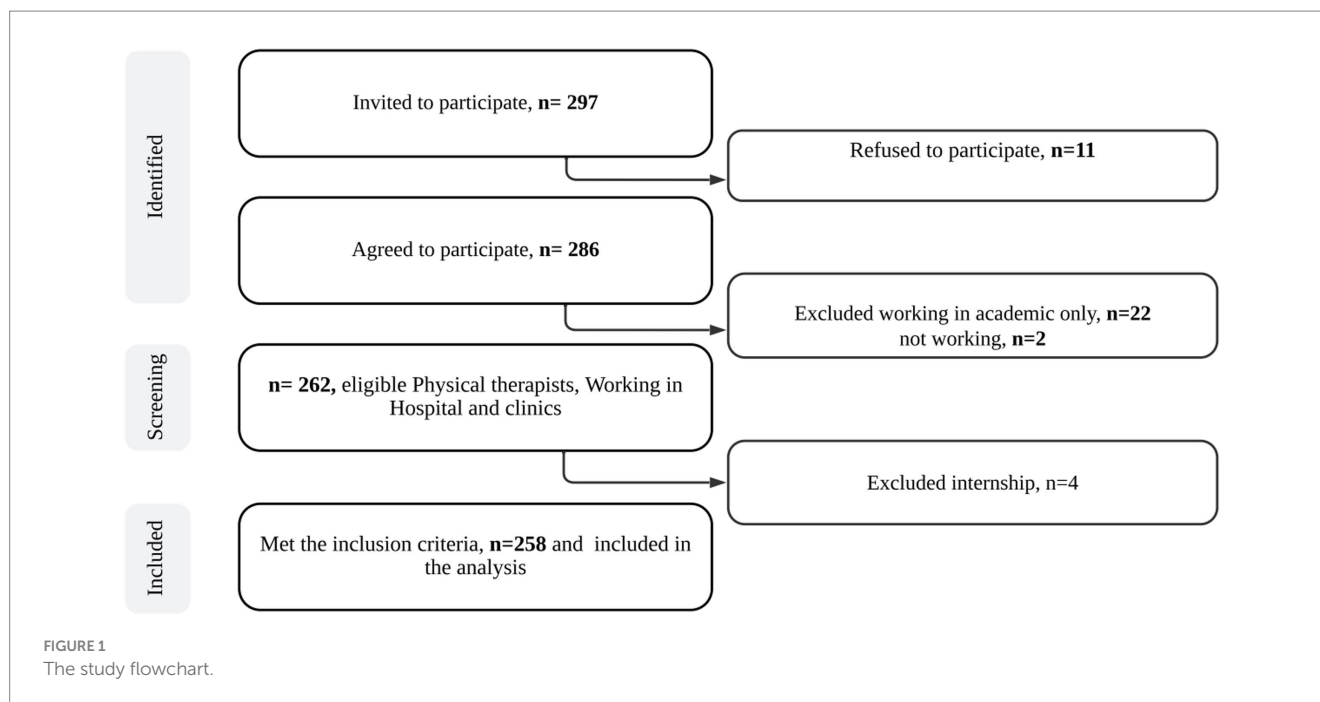 Identified
Invited to participate, n= 297
Refused to participate, n=11
Agreed to participate, n= 286
Excluded working in academic only, n=22
not working, n=2
Screening
n= 262, eligible Physical therapists, Working in
Hospital and clinics
Excluded internship, n=4
Included
Met the inclusion criteria, n=258 and included in
the analysis
FIGURE 1
The study flowchart.